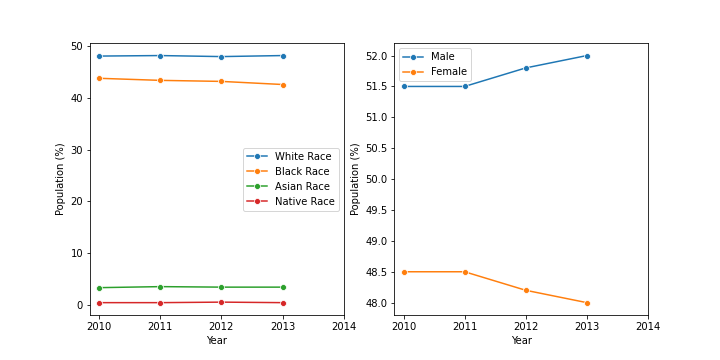 50
40
30
20
10
0
Population (%)
2010 2011 2012 2013 2014
Year
White Race
Black Race
Asian Race
Native Race
52.0
51.5
51.0
50.5
50.0
49.5
49.0
48.5
48.0
Population (%)
2010 2011 2012 2013 2014
Year
Male
Female